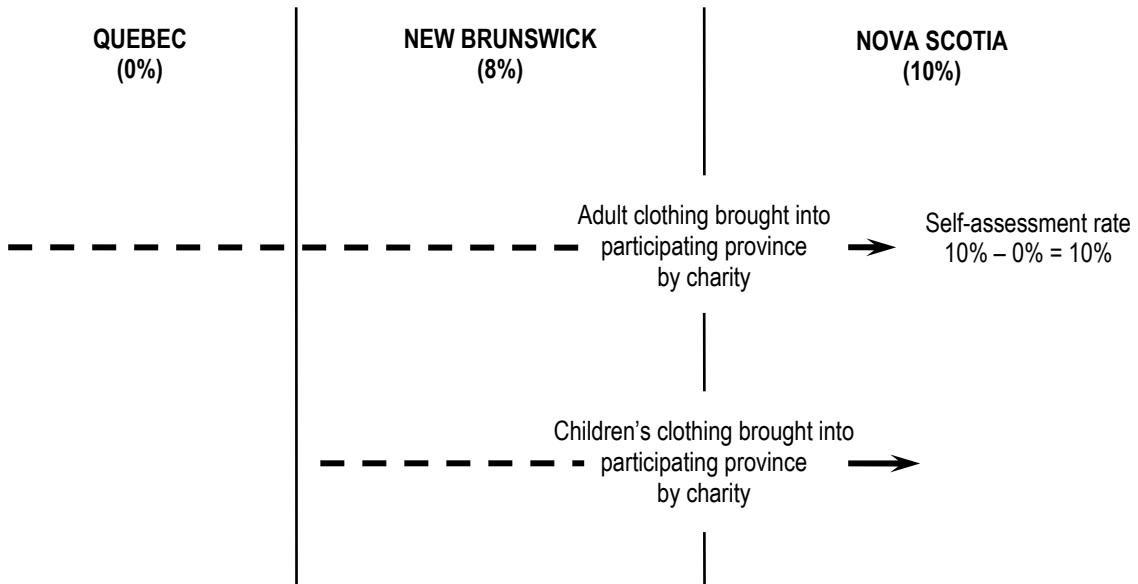 QUEBEC
(0%)
NEW BRUNSWICK
(8%)
NOVA SCOTIA
(10%)
Adult clothing brought into
participating province
by charity
Self-assessment rate
10% – 0% = 10%
Children’s clothing brought into
participating province
by charity